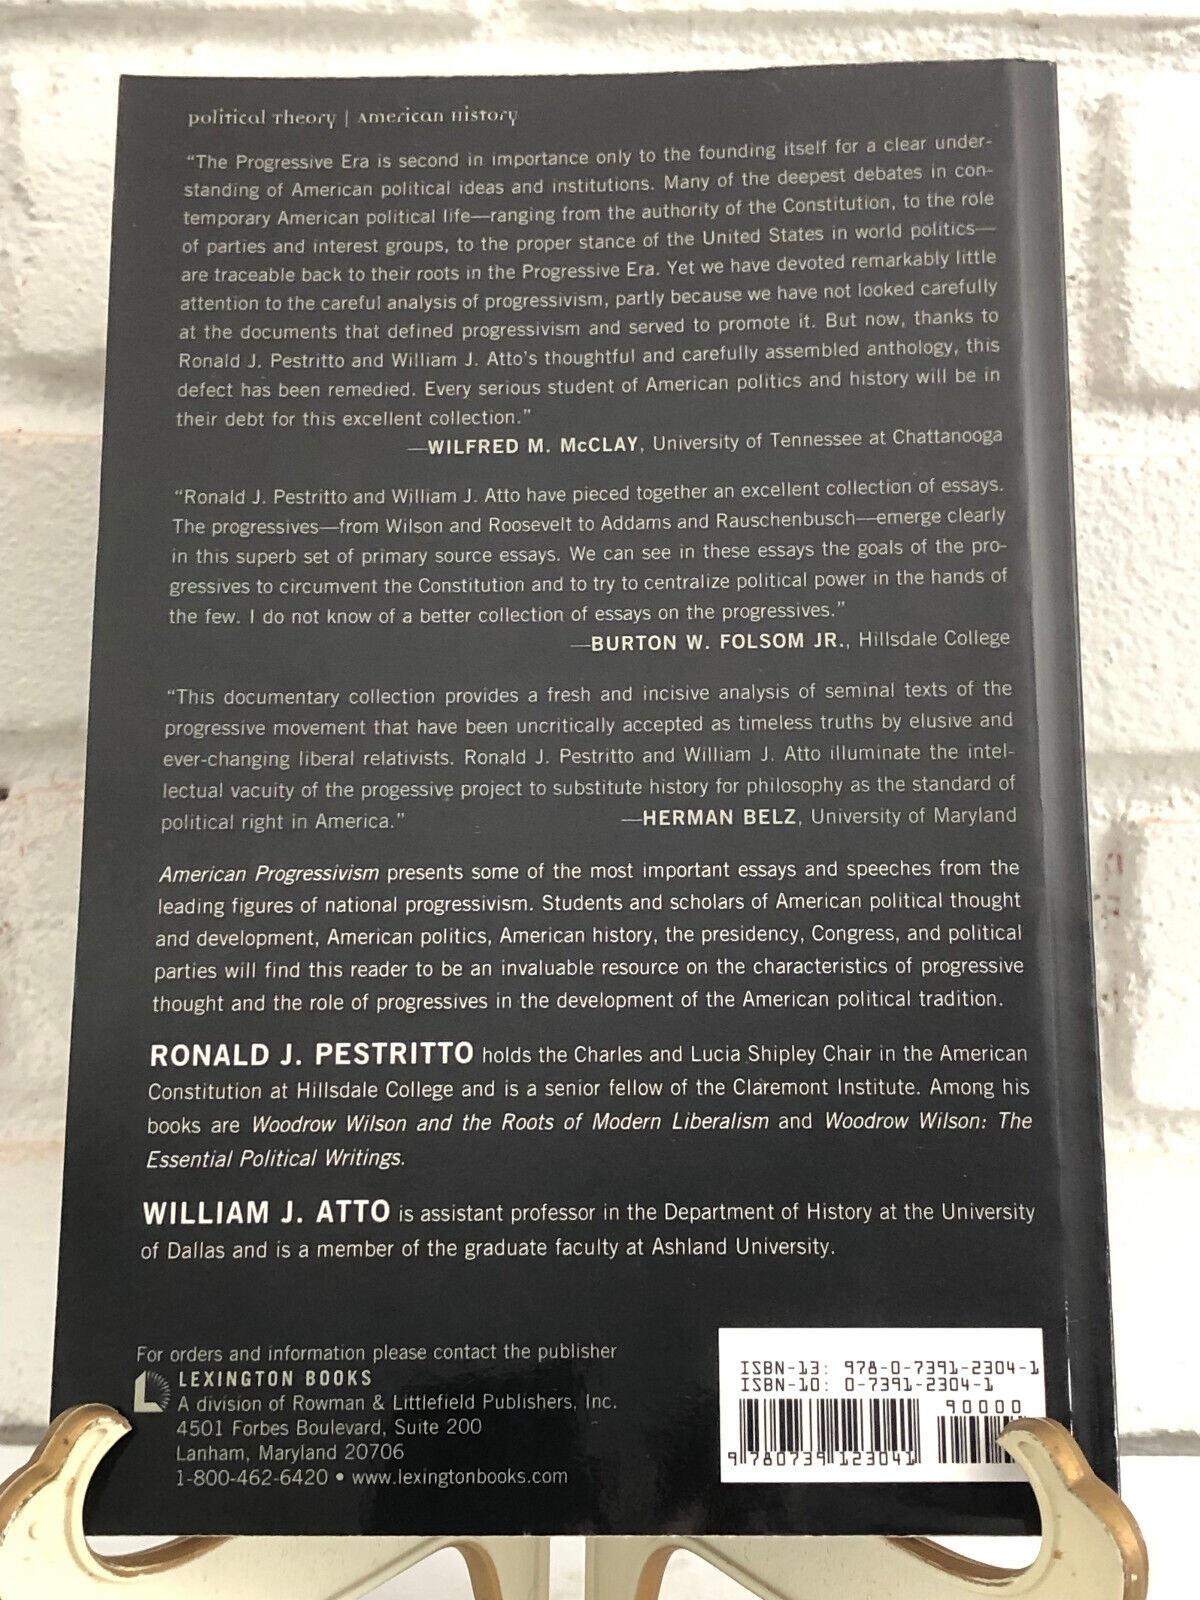 political Theory | American History
“The Progressive Era is second in importance only to the founding itself for a clear under-
standing of American political ideas and institutions. Many of the deepest debates in con-
temporary American political life—ranging from the authority of the Constitution, to the role
of parties and interest groups, to the proper stance of the United States in world politics—
are traceable back to their roots in the Progressive Era. Yet we have devoted remarkably little
attention to the careful analysis of progressivism, partly because we have not looked carefully
at the documents that defined progressivism and served to promote it. But now, thanks to
Ronald J. Pestritto and William J. Atto's thoughtful and carefully assembled anthology, this
defect has been remedied. Every serious student of American politics and history will be in
their debt for this excellent collection.”
—WILFRED M. McCLAY, University of Tennessee at Chattanooga
“Ronald J. Pestritto and William J. Atto have pieced together an excellent collection of essays.
The progressives—from Wilson and Roosevelt to Addams and Rauschenbusch—emerge clearly
in this superb set of primary source essays. We can see in these essays the goals of the pro-
gressives to circumvent the Constitution and to try to centralize political power in the hands of
the few. I do not know of a better collection of essays on the progressives.”
—BURTON W. FOLSOM JR., Hillsdale College
“This documentary collection provides a fresh and incisive analysis of seminal texts of the
progressive movement that have been uncritically accepted as timeless truths by elusive and
ever-changing liberal relativists. Ronald J. Pestritto and William J. Atto illuminate the intel-
lectual vacuity of the progessive project to substitute history for philosophy as the standard of
political right in America.” —HERMAN BELZ, University of Maryland
American Progressivism presents some of the most important essays and speeches from the
leading figures of national progressivism. Students and scholars of American political thought
and development, American politics, American history, the presidency, Congress, and political
parties will find this reader to be an invaluable resource on the characteristics of progressive
thought and the role of progressives in the development of the American political tradition.
RONALD J. PESTRITTO holds the Charles and Lucia Shipley Chair in the American
Constitution at Hillsdale College and is a senior fellow of the Claremont Institute. Among his
books are Woodrow Wilson and the Roots of Modern Liberalism and Woodrow Wilson: The
Essential Political Writings.
WILLIAM J. ATTO is assistant professor in the Department of History at the University
of Dallas and is a member of the graduate faculty at Ashland University.
For orders and information please contact the publisher
LEXINGTON BOOKS
A division of Rowman & Littlefield Publishers, Inc.
4501 Forbes Boulevard, Suite 200
Lanham, Maryland 20706
1-800-462-6420 • www.lexingtonbooks.com
ISBN-13: 978-0-7391-2304-1
ISBN-10: 0-7391-2304-1
90000
9 780739 123041